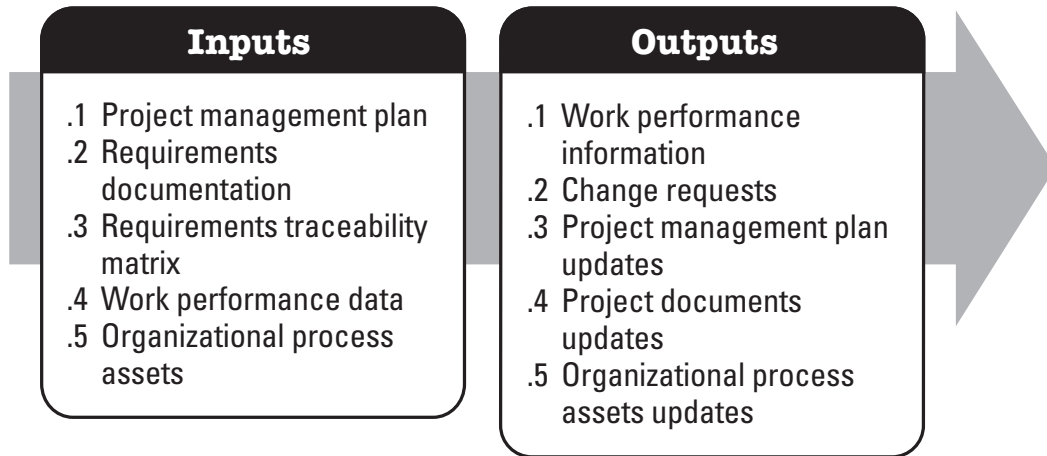 Inputs
.1 Project management plan
.2 Requirements
documentation
.3 Requirements traceability
matrix
.4 Work performance data
.5 Organizational process
assets
Outputs
.1 Work performance
information
.2 Change requests
.3 Project management plan
updates
.4 Project documents
updates
.5 Organizational process
assets updates